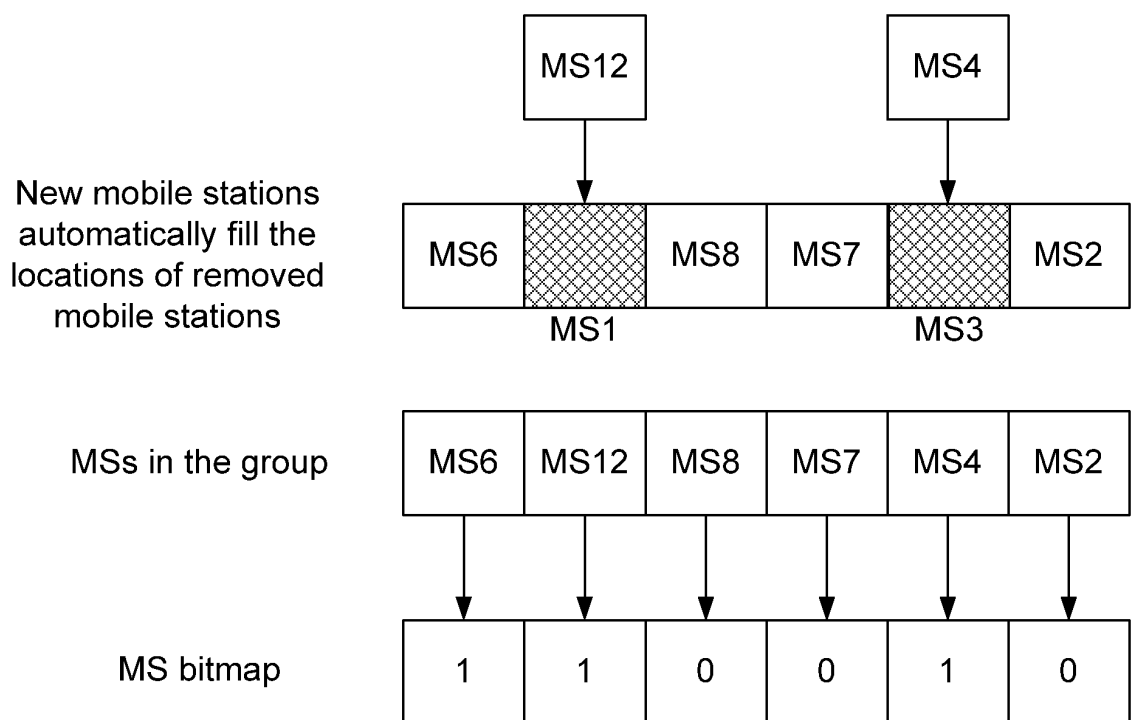 MS12 MS4
New mobile stations
automatically fill the
locations of removed
mobile stations
MS6 MS8 MS7 MS2
MS1 MS3
MSs in the group MS6 MS12 MS8 MS7 MS4 MS2
MS bitmap 1 1 0 0 1 0